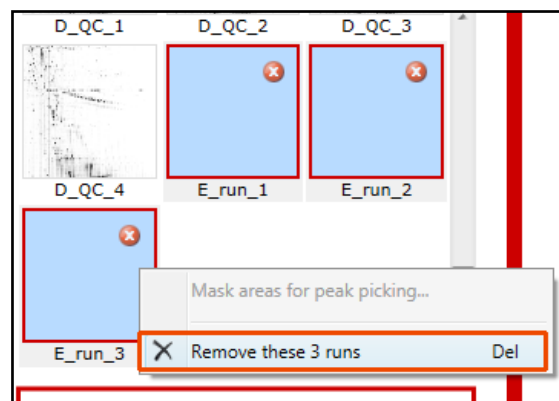 D_QC_1 D_QC_2 D_QC_3
D_QC_4 E_run_1 E_run_2
E_run_3
Mask areas for peak picking...
Remove these 3 runs Del